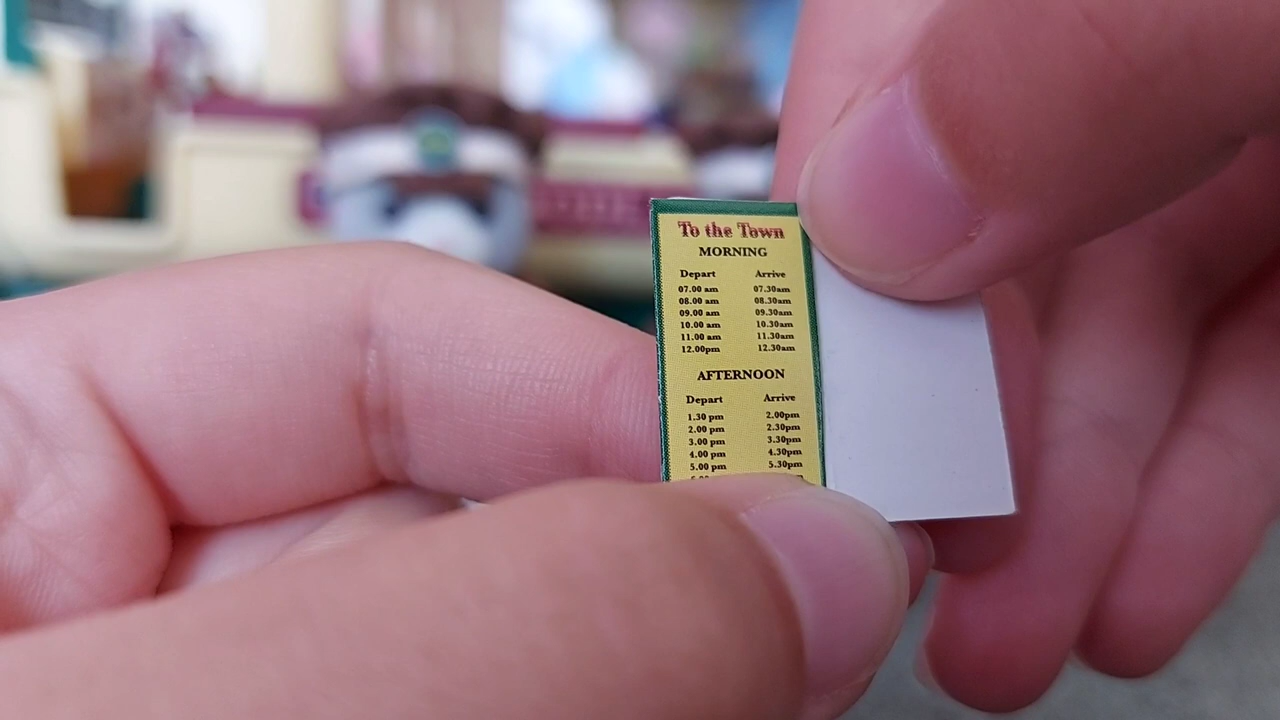 To the Town
MORNING
Depart Arrive
07.00 am 07.30am
08.00 am 08.30am
09.00 am 09.30am
10.00 am 10.30am
11.00 am 11.30am
12.00pm 12.30am
AFTERNOON
Depart Arrive
1.30 pm 2.00pm
2.00 pm 2.30pm
3.00 pm 3.30pm
4.00 pm 4.30pm
5.00 pm 5.30pm